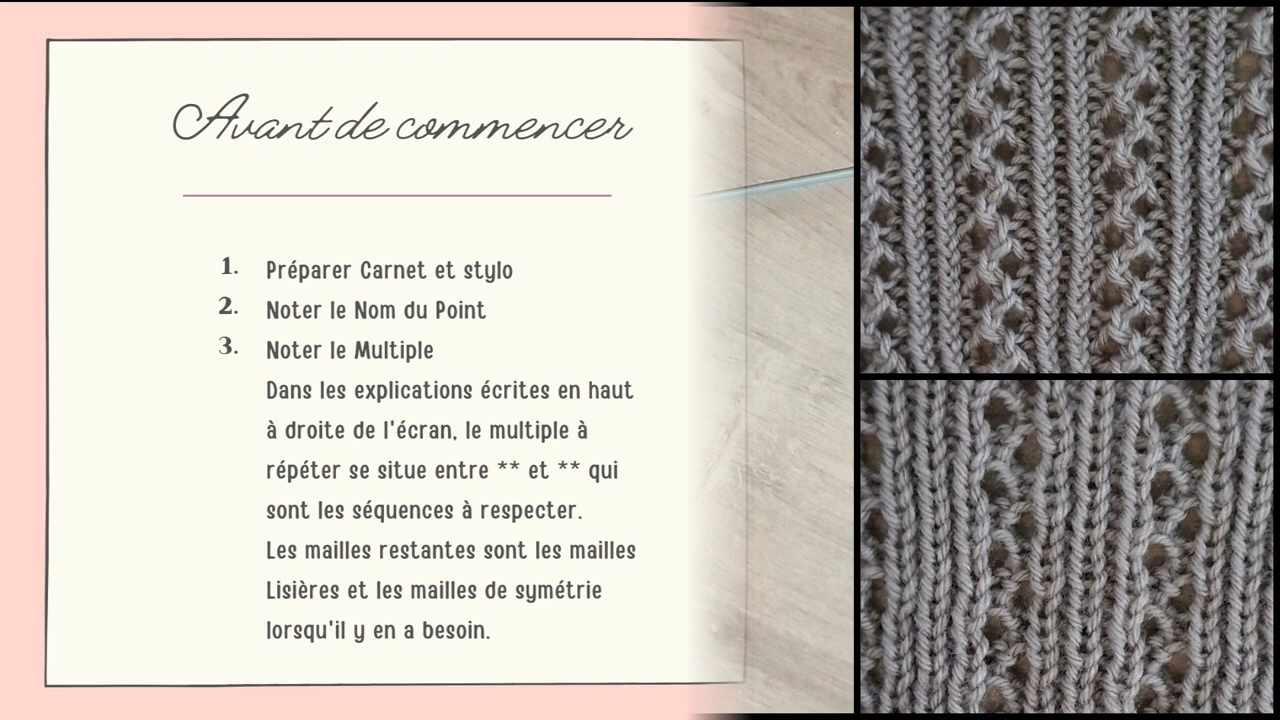 Avant de commencer
1. Préparer Carnet et stylo
2. Noter le Nom du Point
3. Noter le Multiple
Dans les explications écrites en haut
à droite de l'écran, le multiple à
répéter se situe entre ** et ** qui
sont les séquences à respecter.
Les mailles restantes sont les mailles
Lisières et les mailles de symétrie
lorsqu'il y en a besoin.